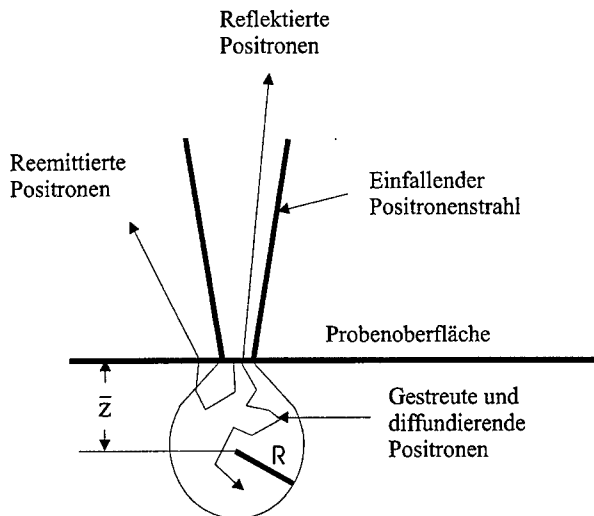 Reflektierte
Positronen
Reemittierte
Positronen
Einfallender
Positronenstrahl
Probenoberfläche
z̄
Gestreute und
diffundierende
Positronen
R